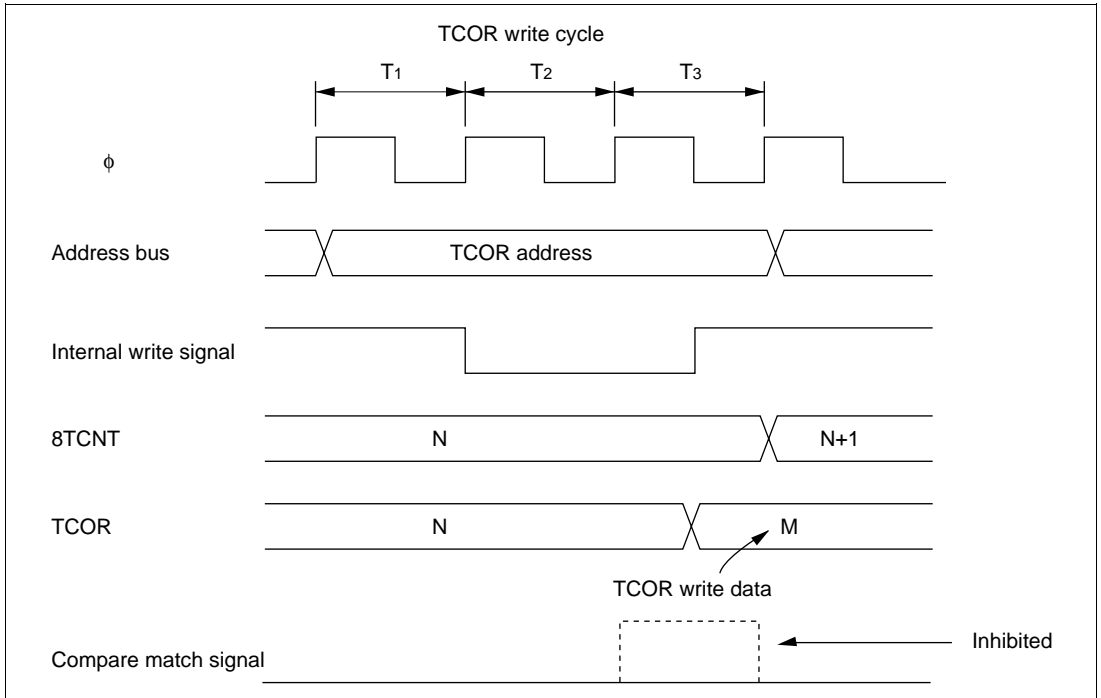 TCOR write cycle
T1 T2 T3
φ
Address bus TCOR address
Internal write signal
8TCNT N N+1
TCOR N M
TCOR write data
Inhibited
Compare match signal